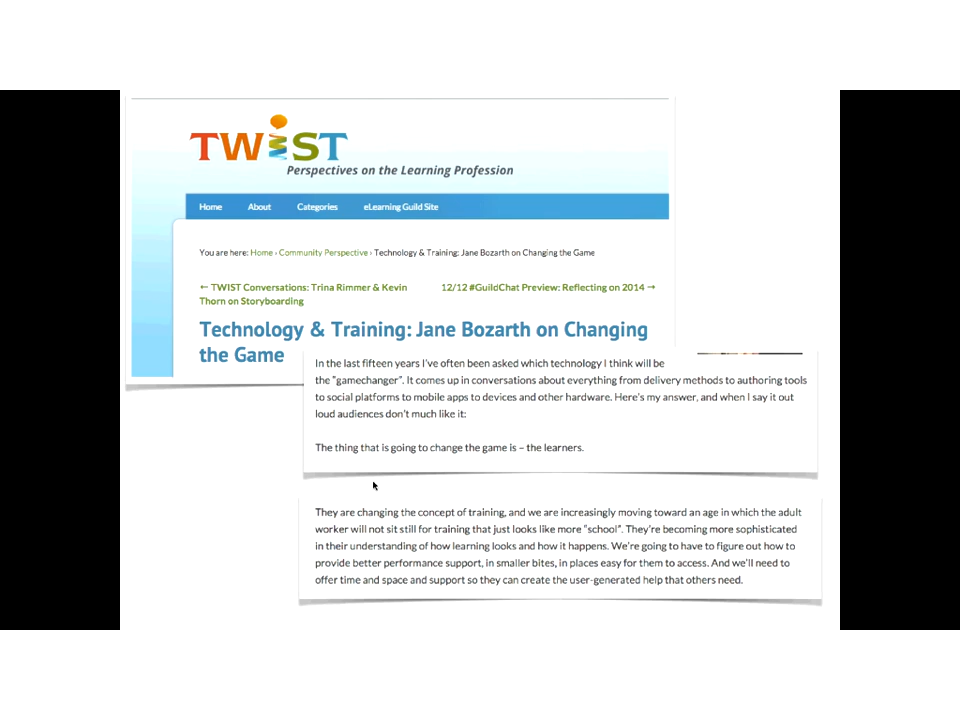 TWIST
Perspectives on the Learning Profession
Home About Categories eLearning Guild Site
You are here: Home › Community Perspective › Technology & Training: Jane Bozarth on Changing the Game
← TWIST Conversations: Trina Rimmer & Kevin
Thorn on Storyboarding
12/12 #GuildChat Preview: Reflecting on 2014 →
Technology & Training: Jane Bozarth on Changing
the Game
In the last fifteen years I've often been asked which technology I think will be
the "gamechanger". It comes up in conversations about everything from delivery methods to authoring tools
to social platforms to mobile apps to devices and other hardware. Here's my answer, and when I say it out
loud audiences don't much like it:
The thing that is going to change the game is – the learners.
They are changing the concept of training, and we are increasingly moving toward an age in which the adult
worker will not sit still for training that just looks like more "school". They're becoming more sophisticated
in their understanding of how learning looks and how it happens. We're going to have to figure out how to
provide better performance support, in smaller bites, in places easy for them to access. And we'll need to
offer time and space and support so they can create the user-generated help that others need.